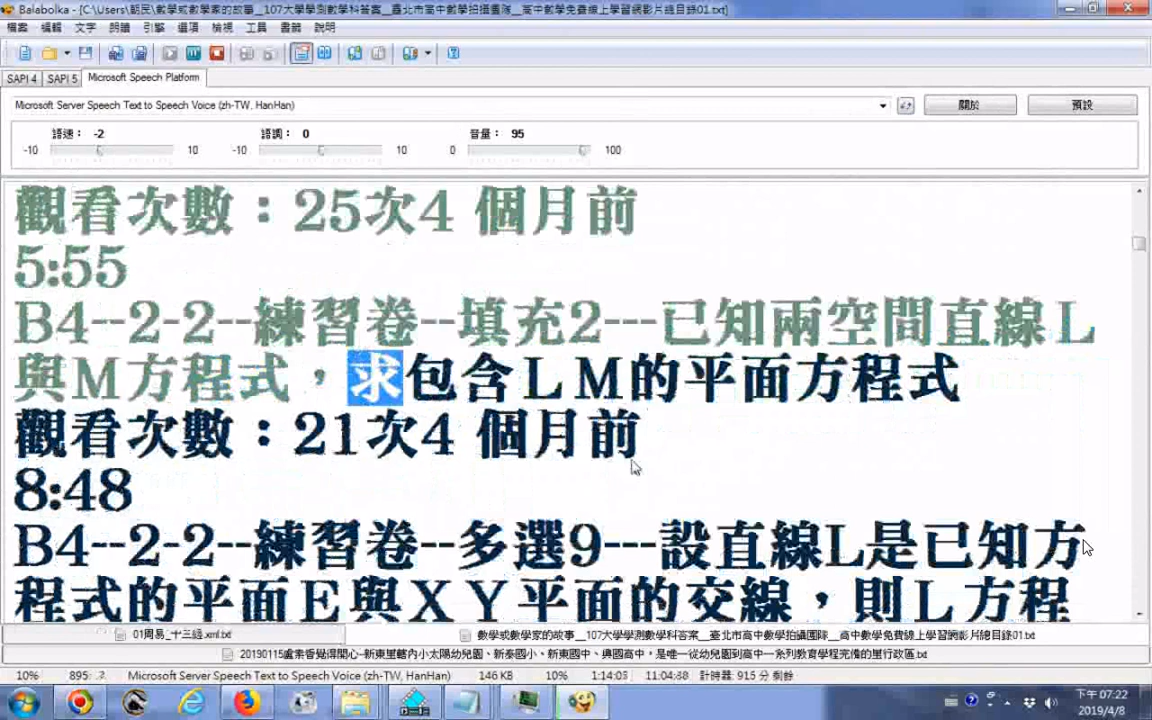 Balabolka - [C:\Users\韜民\數學或數學家的故事__107大學學測數學科答案__臺北市高中數學拍攝團隊__高中數學免費線上學習網影片總目錄01.txt]
檔案 編輯 文字 朗讀 引擎 選項 檢視 工具 書籤 說明
SAPI 4 SAPI 5 Microsoft Speech Platform
Microsoft Server Speech Text to Speech Voice (zh-TW, HanHan)
關於 預設
語速： -2 語調： 0 音量： 95
-10 10 -10 10 0 100
觀看次數：25次4 個月前
5:55
B4--2-2--練習卷--填充2---已知兩空間直線Ｌ
與Ｍ方程式，求包含ＬＭ的平面方程式
觀看次數：21次4 個月前
8:48
B4--2-2--練習卷--多選9---設直線L是已知方
程式的平面Ｅ與ＸＹ平面的交線，則Ｌ方程
01周易_十三經.xml.txt
數學或數學家的故事__107大學學測數學科答案__臺北市高中數學拍攝團隊__高中數學免費線上學習網影片總目錄01.txt
20190115盧素香覺得開心-新東里轄內小太陽幼兒園、新泰國小、新東國中、興國高中，是唯一從幼兒園到高中一系列教育學程完備的里行政區.txt
10% Microsoft Server Speech Text to Speech Voice (zh-TW, HanHan) 146 KB 10% 11:04:38 計時器: 915 分 剩餘
下午 07:22
2019/4/8